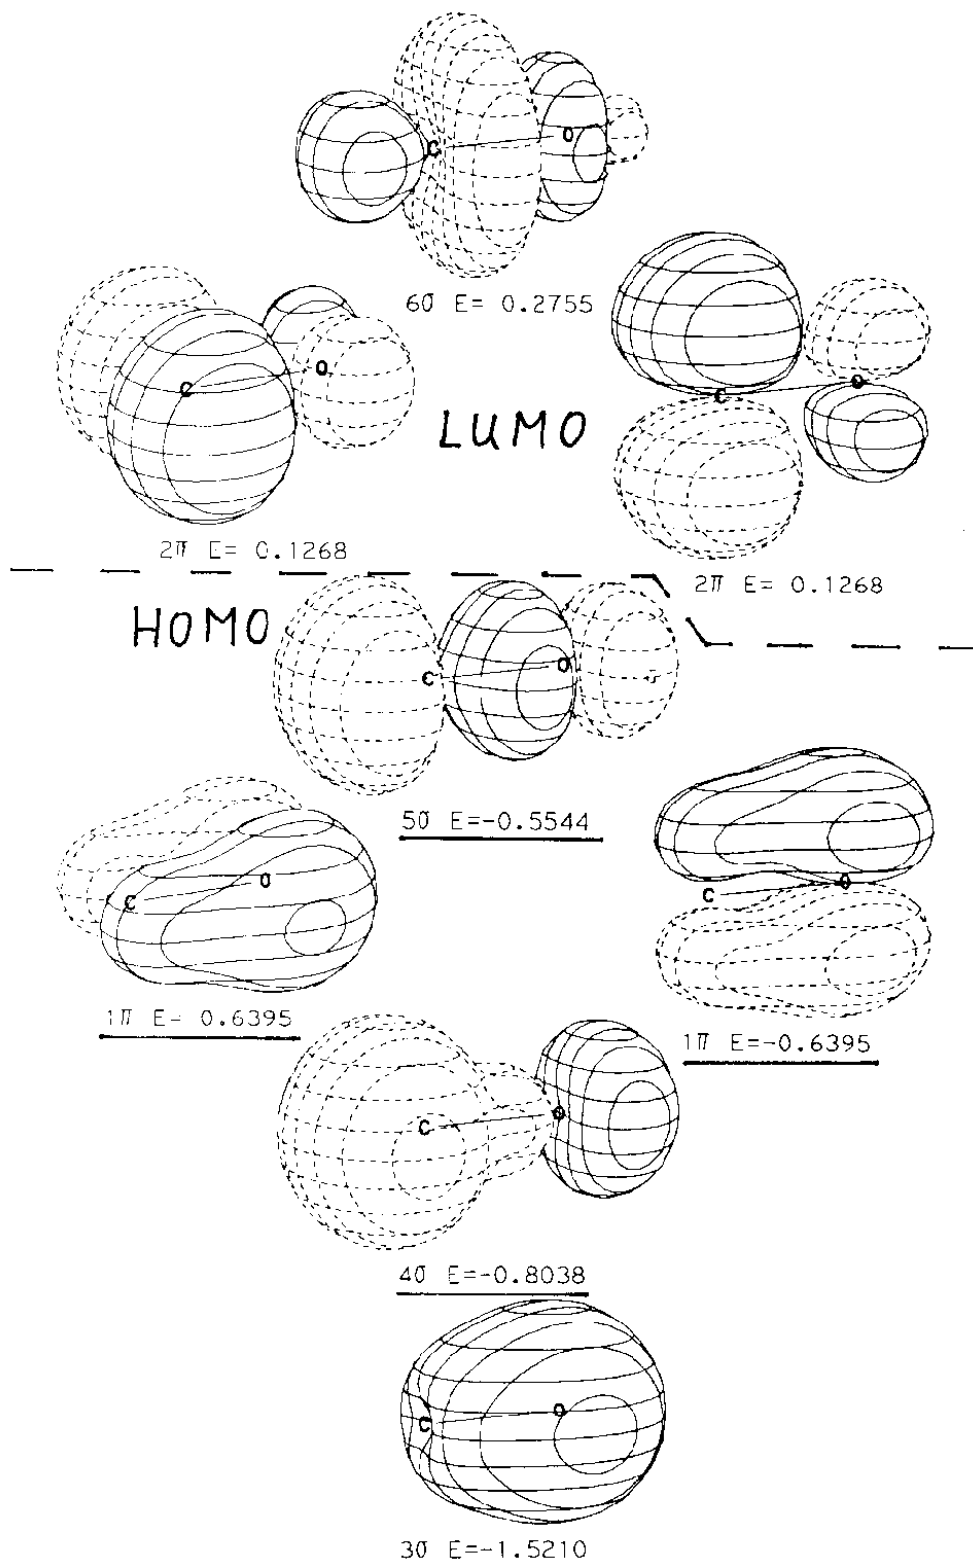 C O
6σ E= 0.2755
C O
C O
LUMO
2π E= 0.1268
2π E= 0.1268
HOMO
C O
5σ E=-0.5544
C O
C O
1π E- 0.6395
1π E=-0.6395
C O
4σ E=-0.8038
C O
3σ E=-1.5210